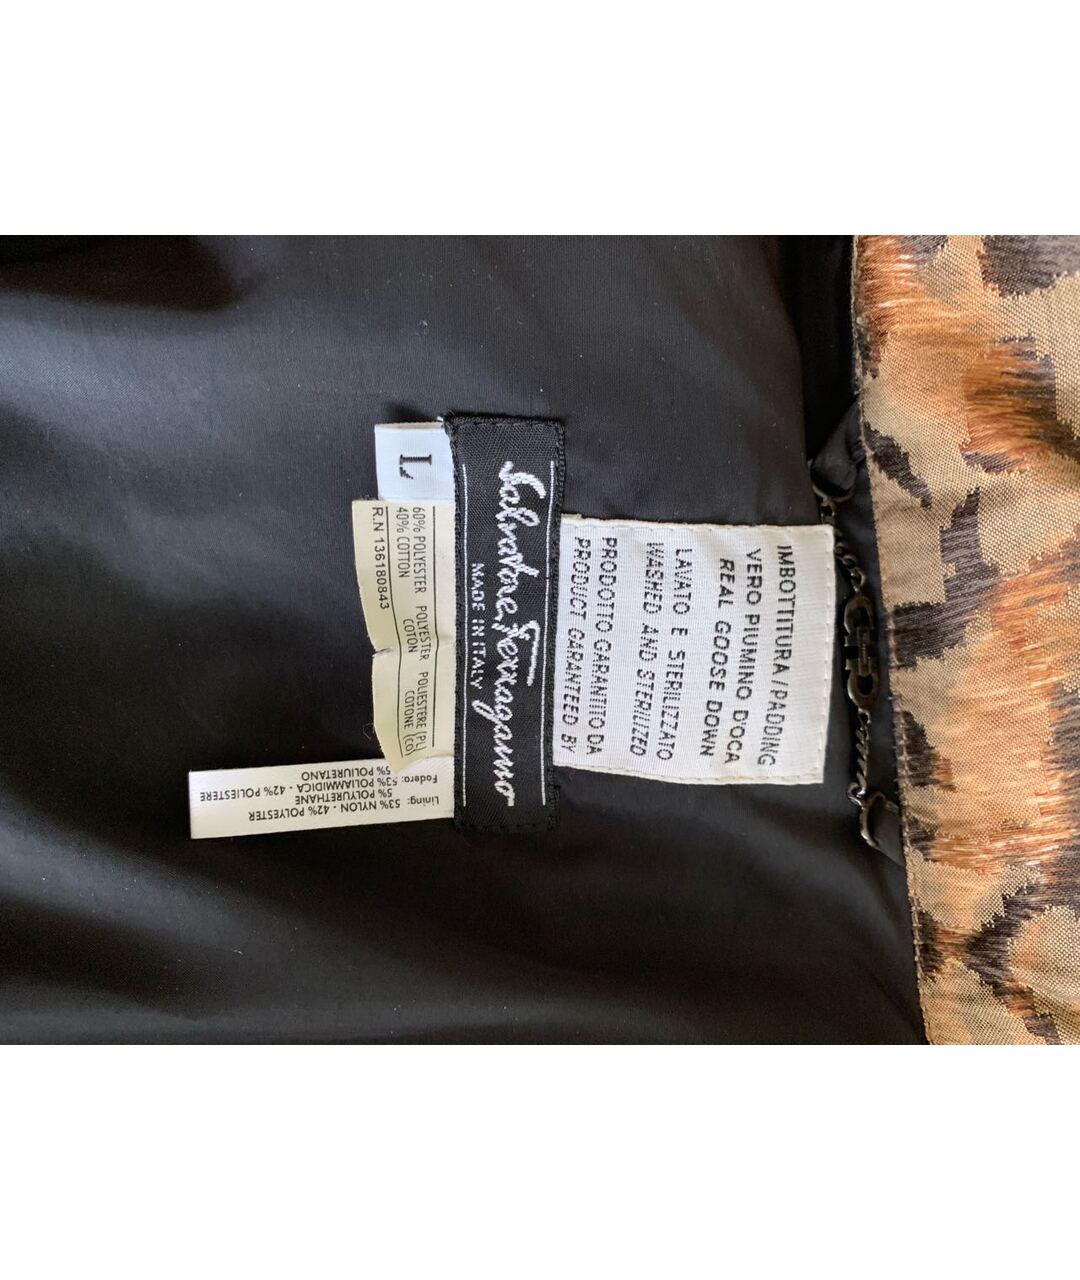 Salvatore Ferragamo
MADE IN ITALY
L
60% POLYESTER POLYESTER POLIESTERE (PL)
40% COTTON COTON COTONE (CO)
R.N 136180843
IMBOTTITURA / PADDING
VERO PIUMINO D'OCA
REAL GOOSE DOWN
LAVATO E STERILIZZATO
WASHED AND STERILIZED
PRODOTTO GARANTITO DA
PRODUCT GARANTEED BY
Lining: 53% NYLON - 42% POLYESTER
5% POLYURETHANE
Fodera: 53% POLIAMMIDICA - 42% POLIESTERE
5% POLIURETANO